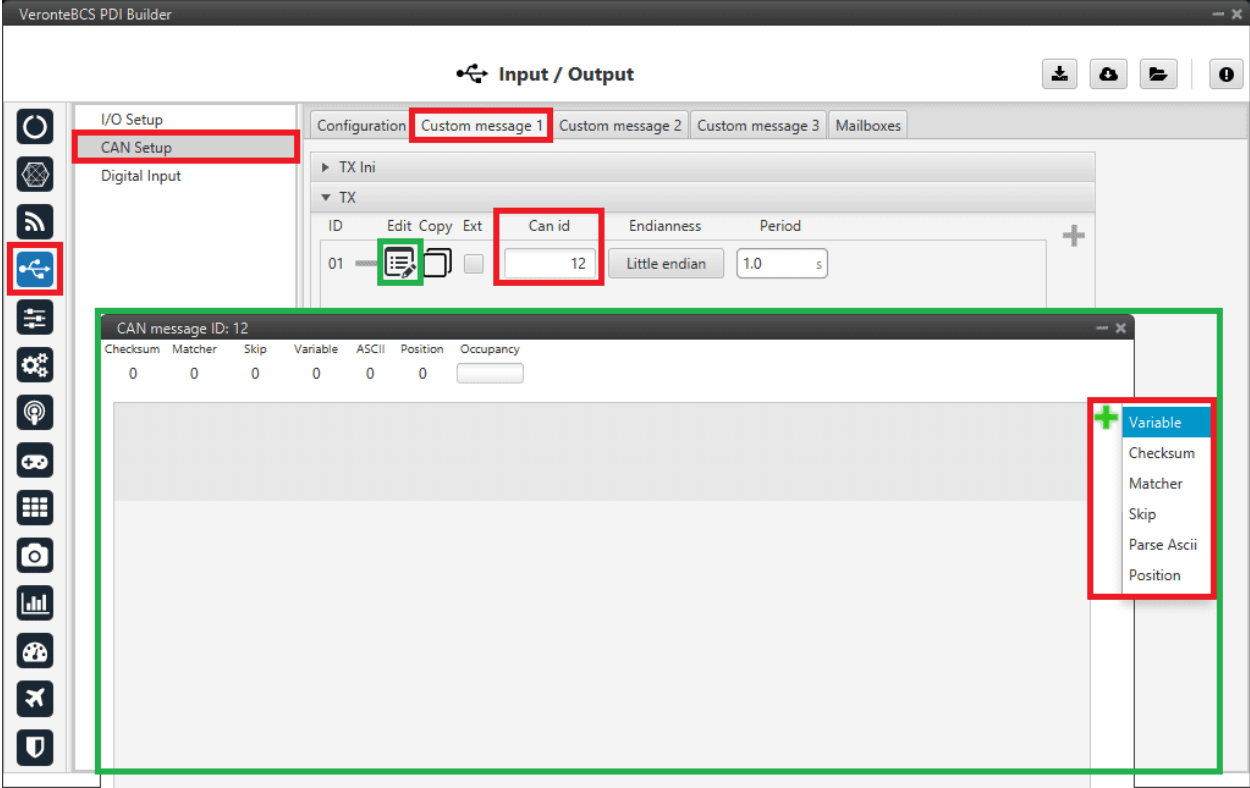 VeronteBCS PDI Builder
Input / Output
I/O Setup
CAN Setup
Digital Input
Configuration Custom message 1 Custom message 2 Custom message 3 Mailboxes
TX Ini
TX
ID Edit Copy Ext Can id Endianness Period
01 12 Little endian 1.0 s
CAN message ID: 12
Checksum Matcher Skip Variable ASCII Position Occupancy
0 0 0 0 0 0
Variable
Checksum
Matcher
Skip
Parse Ascii
Position